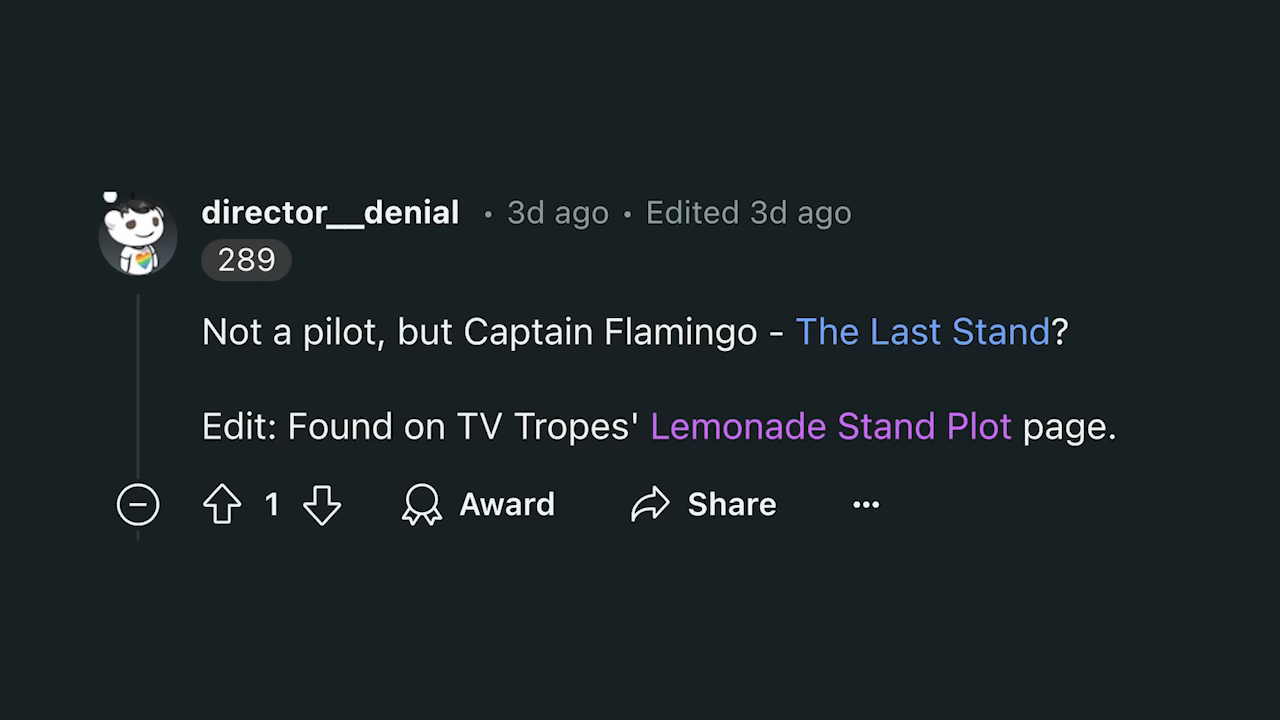 director__denial • 3d ago • Edited 3d ago
289
Not a pilot, but Captain Flamingo - The Last Stand?
Edit: Found on TV Tropes' Lemonade Stand Plot page.
1 Award Share ...